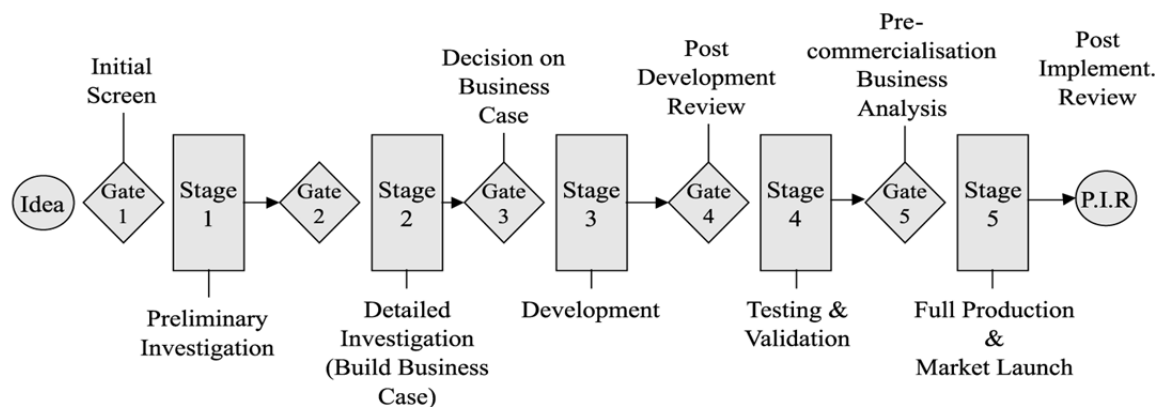 Initial
Screen
Decision on
Business
Case
Post
Development
Review
Pre-
commercialisation
Business
Analysis
Post
Implement.
Review
Idea
Gate
1
Stage
1
Gate
2
Stage
2
Gate
3
Stage
3
Gate
4
Stage
4
Gate
5
Stage
5
P.I.R
Preliminary
Investigation
Detailed
Investigation
(Build Business
Case)
Development
Testing &
Validation
Full Production
&
Market Launch